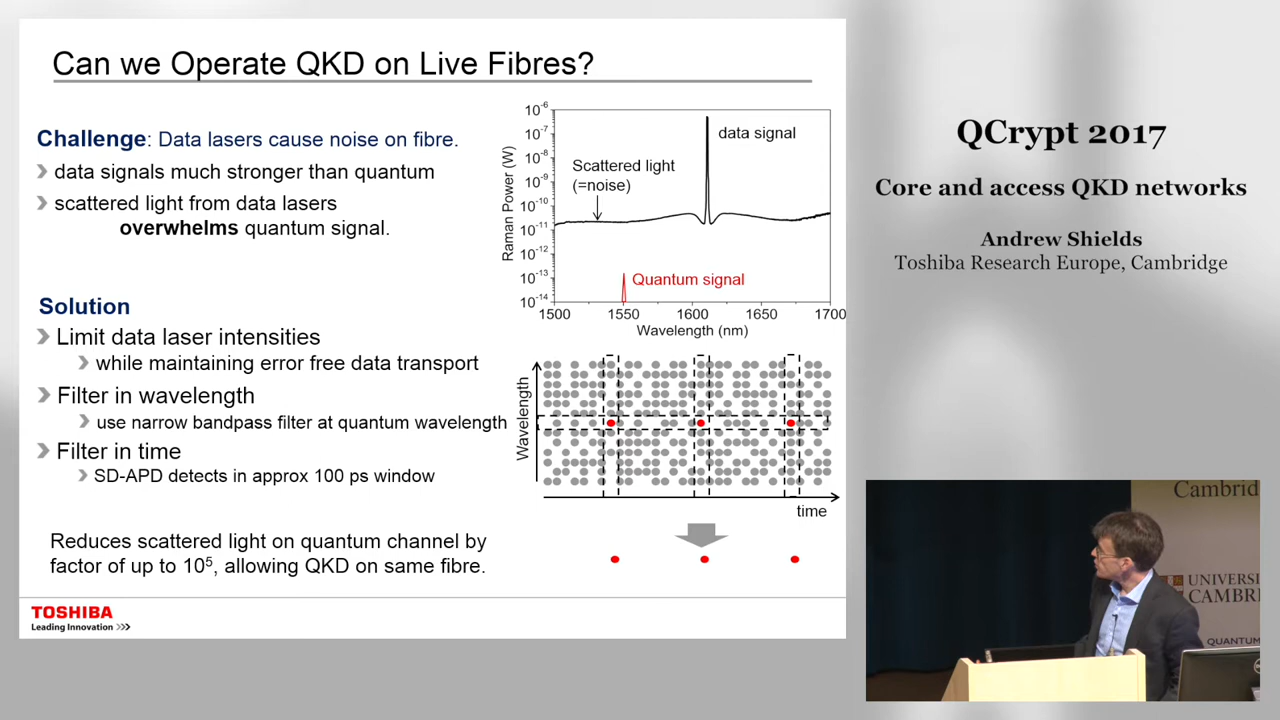 Can we Operate QKD on Live Fibres?
Challenge: Data lasers cause noise on fibre.
data signals much stronger than quantum
scattered light from data lasers
overwhelms quantum signal.
Solution
Limit data laser intensities
while maintaining error free data transport
Filter in wavelength
use narrow bandpass filter at quantum wavelength
Filter in time
SD-APD detects in approx 100 ps window
Reduces scattered light on quantum channel by
factor of up to 10⁵, allowing QKD on same fibre.
TOSHIBA
Leading Innovation
Raman Power (W)
10⁻⁶
10⁻⁷
10⁻⁸
10⁻⁹
10⁻¹⁰
10⁻¹¹
10⁻¹²
10⁻¹³
10⁻¹⁴
data signal
Scattered light
(=noise)
Quantum signal
1500 1550 1600 1650 1700
Wavelength (nm)
Wavelength
time
QCrypt 2017
Core and access QKD networks
Andrew Shields
Toshiba Research Europe, Cambridge
Cambrid
UNIVERSI
CAMBRI
QUANTUM
DELL